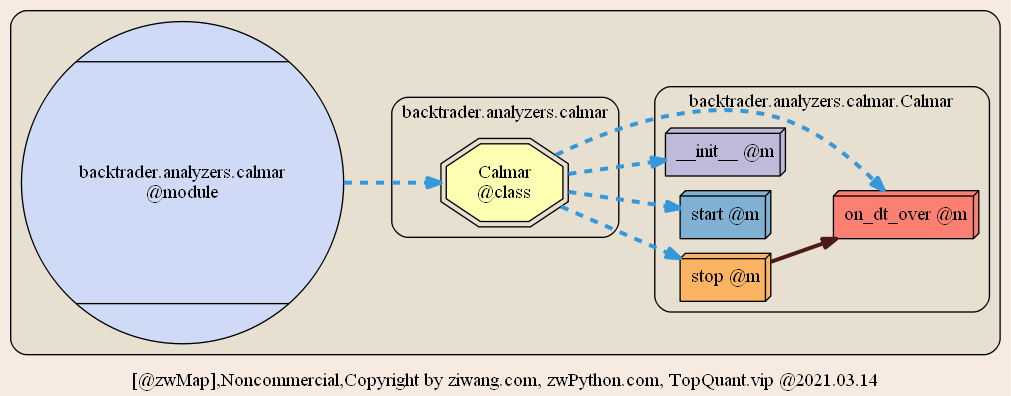 backtrader.analyzers.calmar
@module
backtrader.analyzers.calmar
Calmar
@class
backtrader.analyzers.calmar.Calmar
__init__ @m
start @m
stop @m
on_dt_over @m
[@zwMap],Noncommercial,Copyright by ziwang.com, zwPython.com, TopQuant.vip @2021.03.14